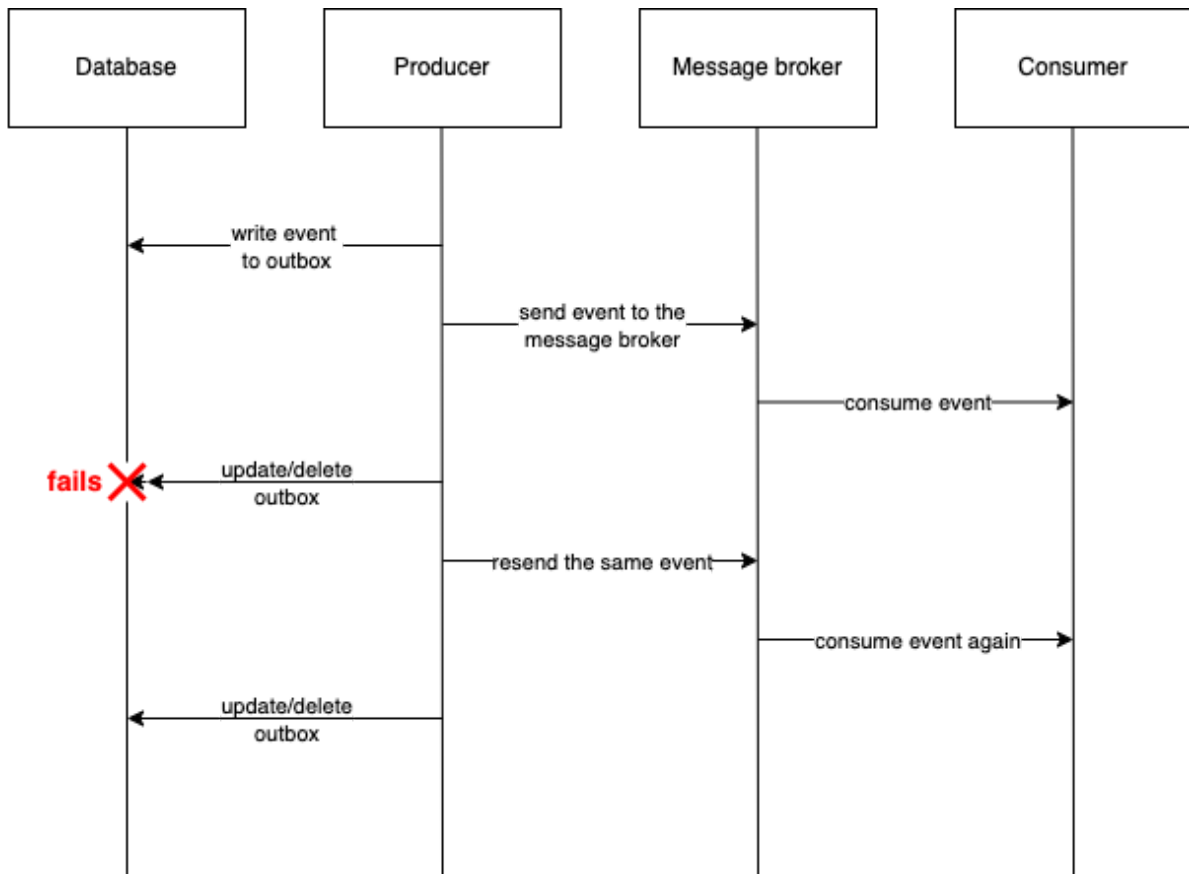 Database
Producer
Message broker
Consumer
write event
to outbox
send event to the
message broker
consume event
fails
update/delete
outbox
resend the same event
consume event again
update/delete
outbox